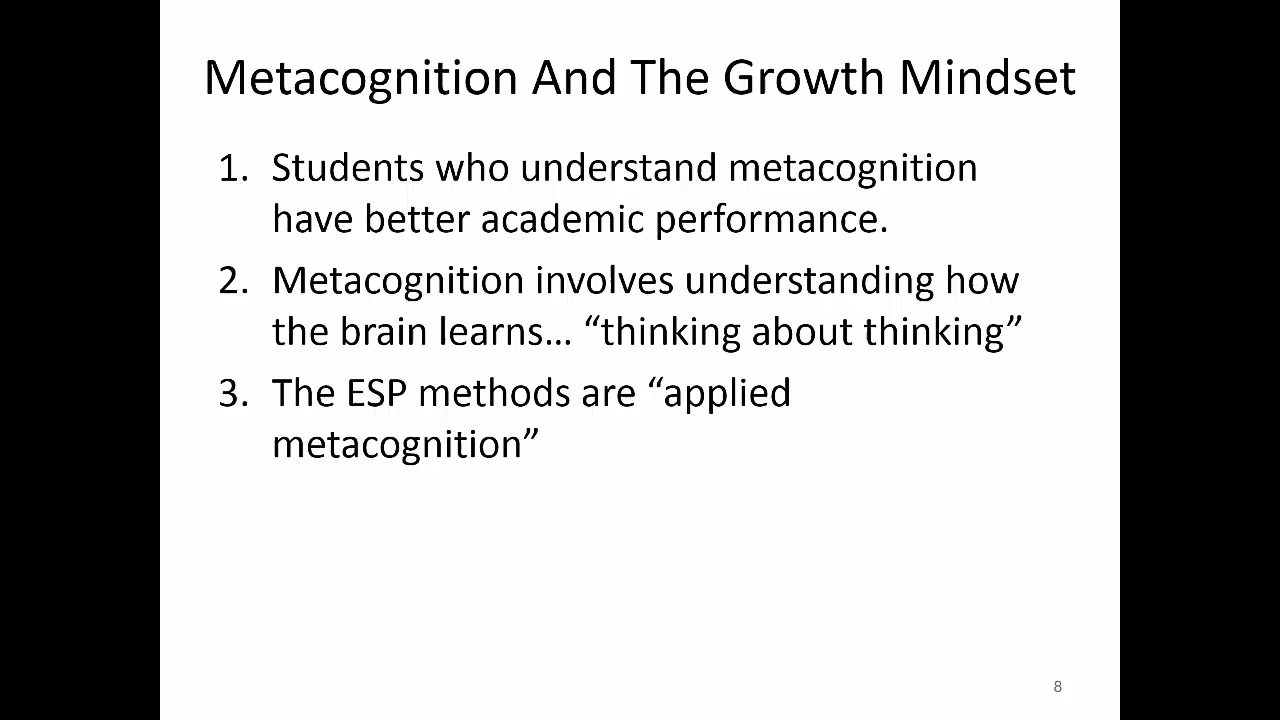 Metacognition And The Growth Mindset
1. Students who understand metacognition
have better academic performance.
2. Metacognition involves understanding how
the brain learns… “thinking about thinking”
3. The ESP methods are “applied
metacognition”
8